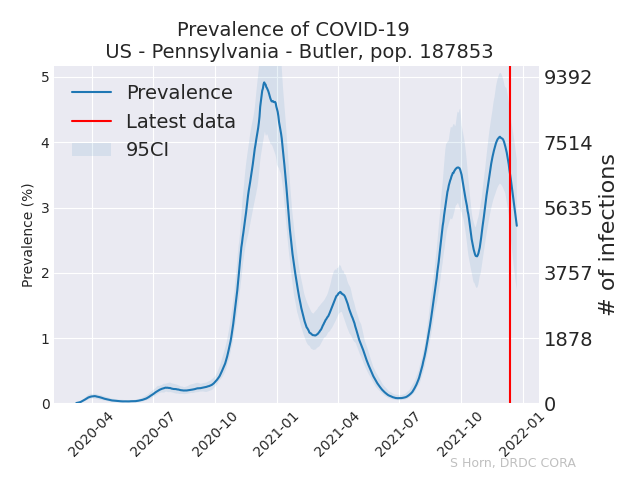 Prevalence of COVID-19
US - Pennsylvania - Butler, pop. 187853
Prevalence
Latest data
95CI
Prevalence (%)
5
4
3
2
1
0
9392
7514
5635
3757
1878
0
# of infections
2020-04
2020-07
2020-10
2021-01
2021-04
2021-07
2021-10
2022-01
S Horn, DRDC CORA